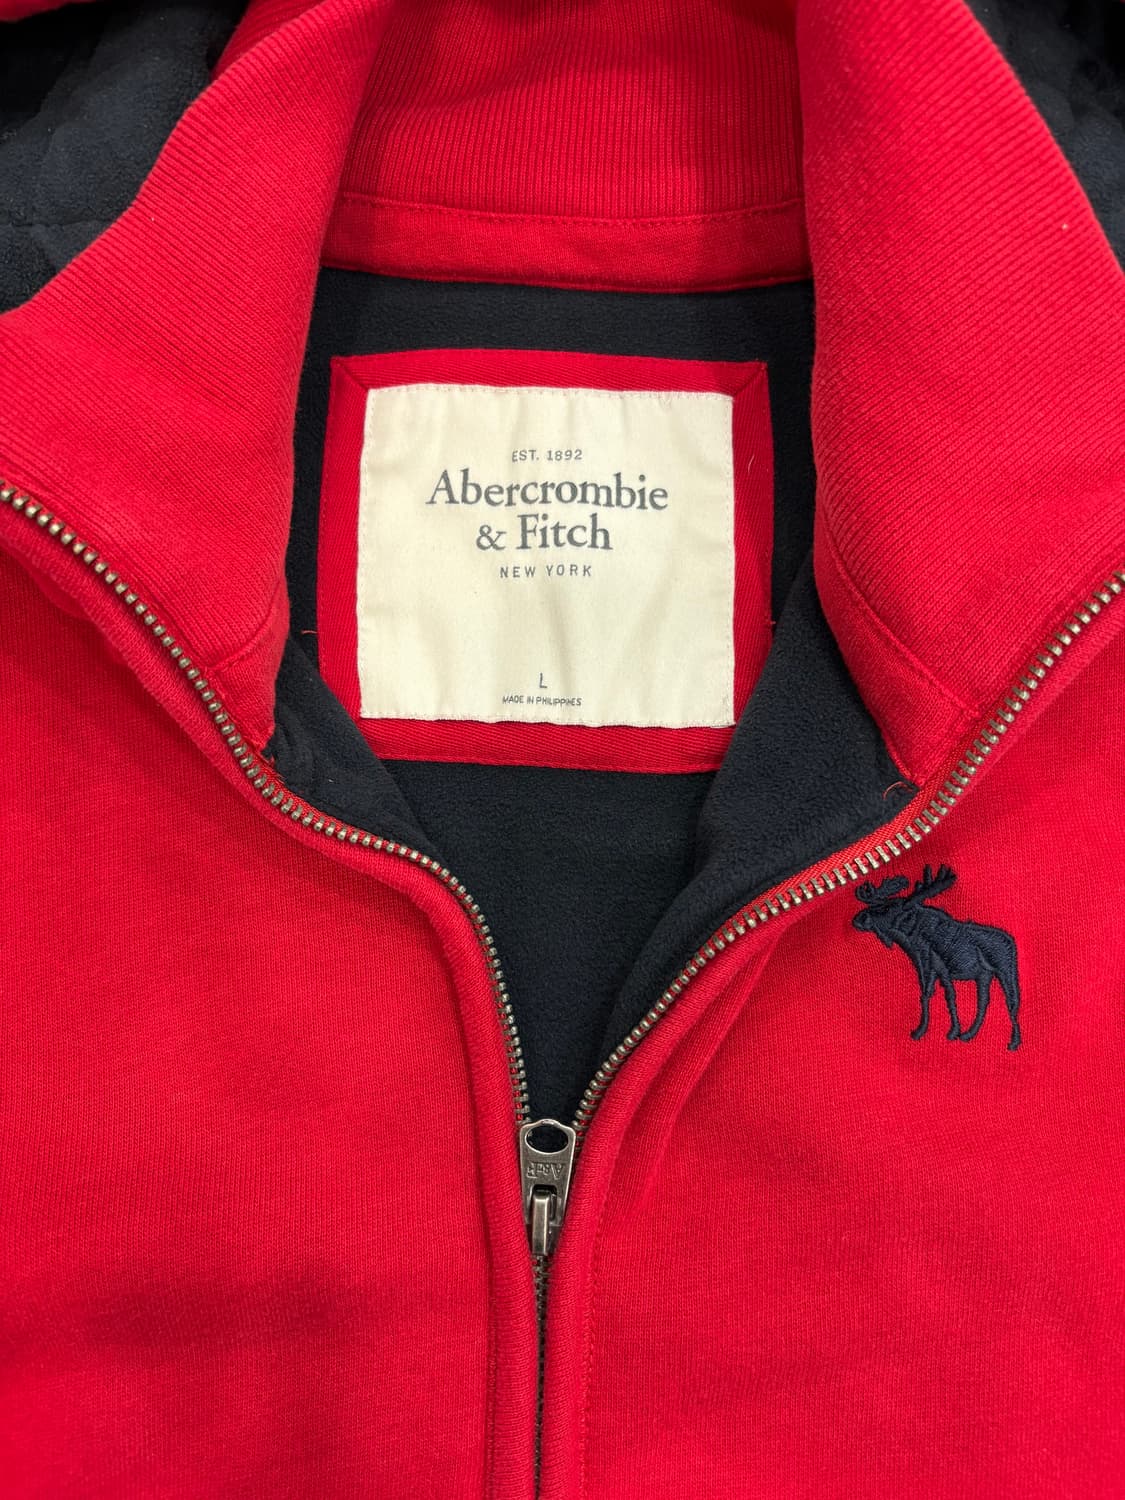 EST. 1892
Abercrombie
& Fitch
NEW YORK
L
MADE IN PHILIPPINES
A&F